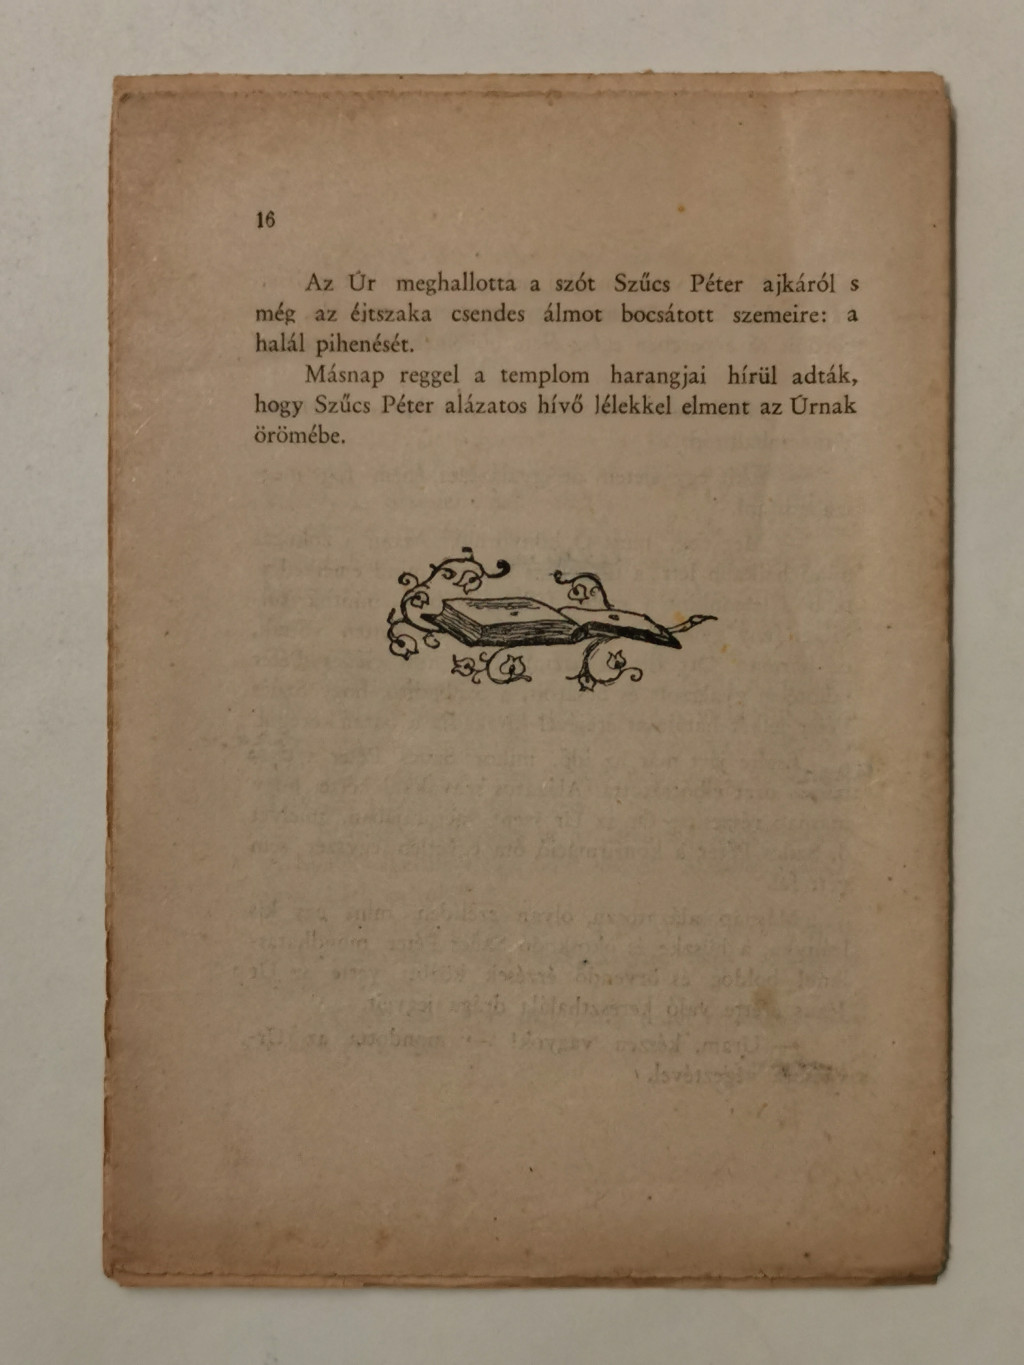 16
Az Úr meghallotta a szót Szűcs Péter ajkáról s
még az éjtszaka csendes álmot bocsátott szemeire: a
halál pihenését.
Másnap reggel a templom harangjai hírül adták,
hogy Szűcs Péter alázatos hívő lélekkel elment az Úrnak
örömébe.